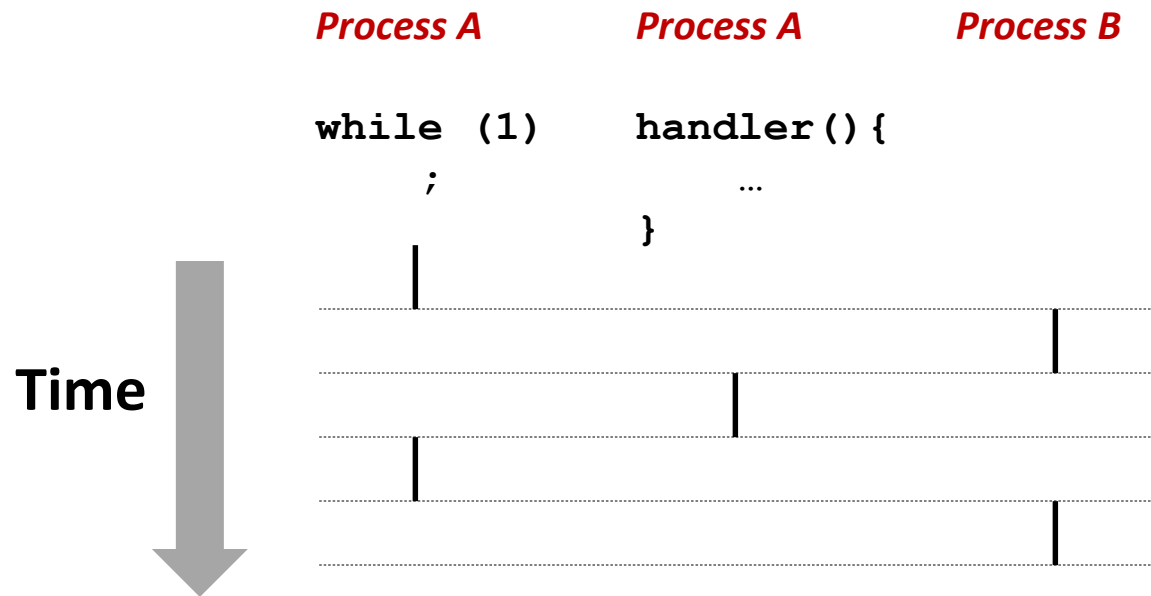 Process A Process A Process B
while (1) handler(){
; …
}
Time